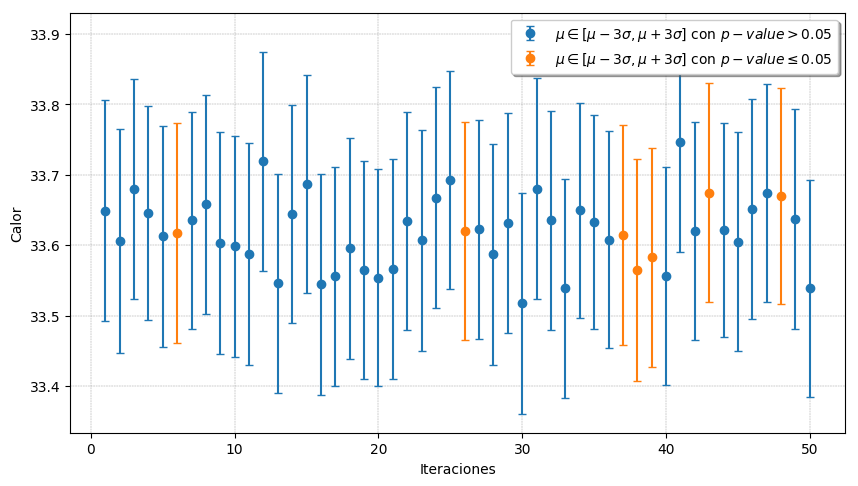 33.9
33.8
33.7
33.6
33.5
33.4
Calor
0 10 20 30 40 50
Iteraciones
μ ∈ [μ − 3σ, μ + 3σ] con p − value > 0.05
μ ∈ [μ − 3σ, μ + 3σ] con p − value ≤ 0.05